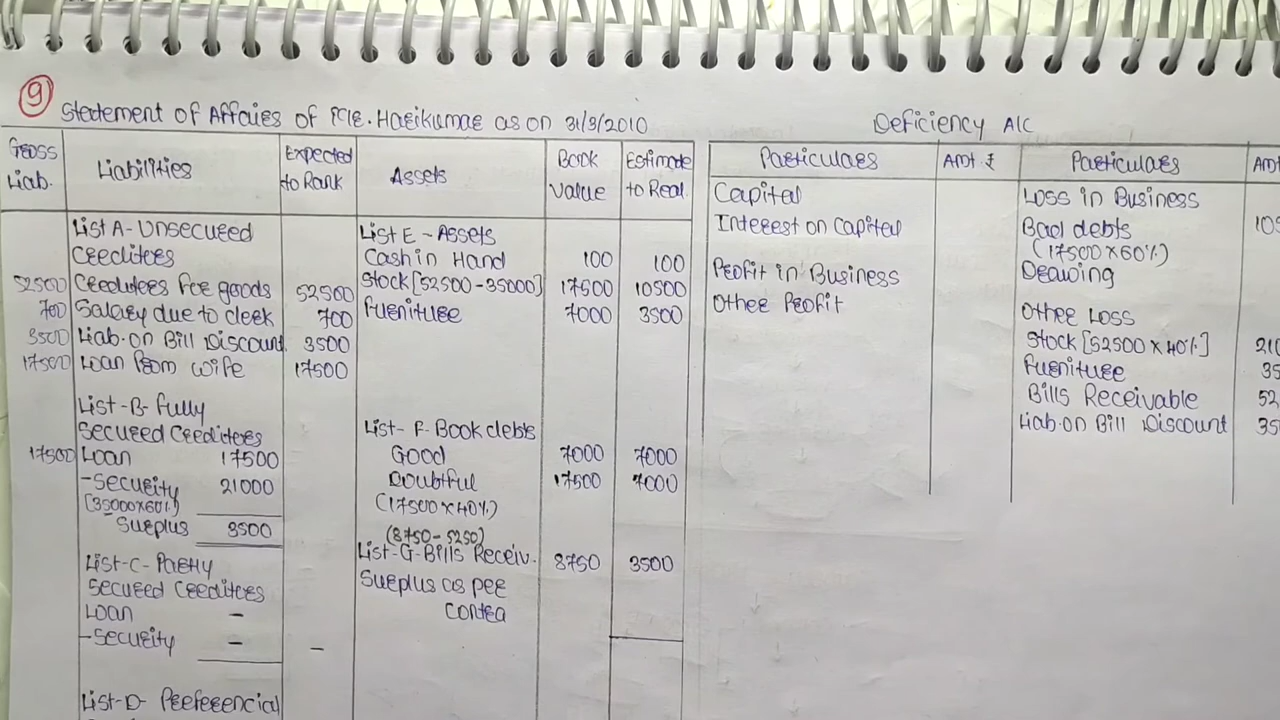 9
Statement of Affairs of Mr. Harikumar as on 31/3/2010
Gross Liab.
Liabilities
Expected to Rank
Assets
Book Value
Estimate to Real.
List A- Unsecured
Creditors
52500 Creditors for goods 52500
700 Salary due to clerk 700
3500 Liab. on Bill Discount 3500
17500 Loan from wife 17500
List-B- Fully
Secured Creditors
17500 Loan 17500
-Security 21000
[35000x60%]
-Surplus 3500
List-C- Partly
Secured Creditors
Loan -
-Security - -
List-D- Preferencial
List E - Assets
Cash in Hand 100 100
Stock [52500-35000] 17500 10500
Furniture 7000 3500
List- F- Book debts
Good 7000 7000
Doubtful 17500 7000
(17500 x 40%)
(8750-5250)
List-G-Bills Receiv. 8750 3500
Surplus as per
contra
Deficiency A/C
Particulars
Amt. ₹
Particulars
Amt
Capital
Interest on Capital
Profit in Business
Other Profit
Loss in Business
Bad debts 105
(17500 x 60%)
Drawing
Other Loss
Stock [52500 x 40%] 210
Furniture 35
Bills Receivable 52
Liab. on Bill Discount 35